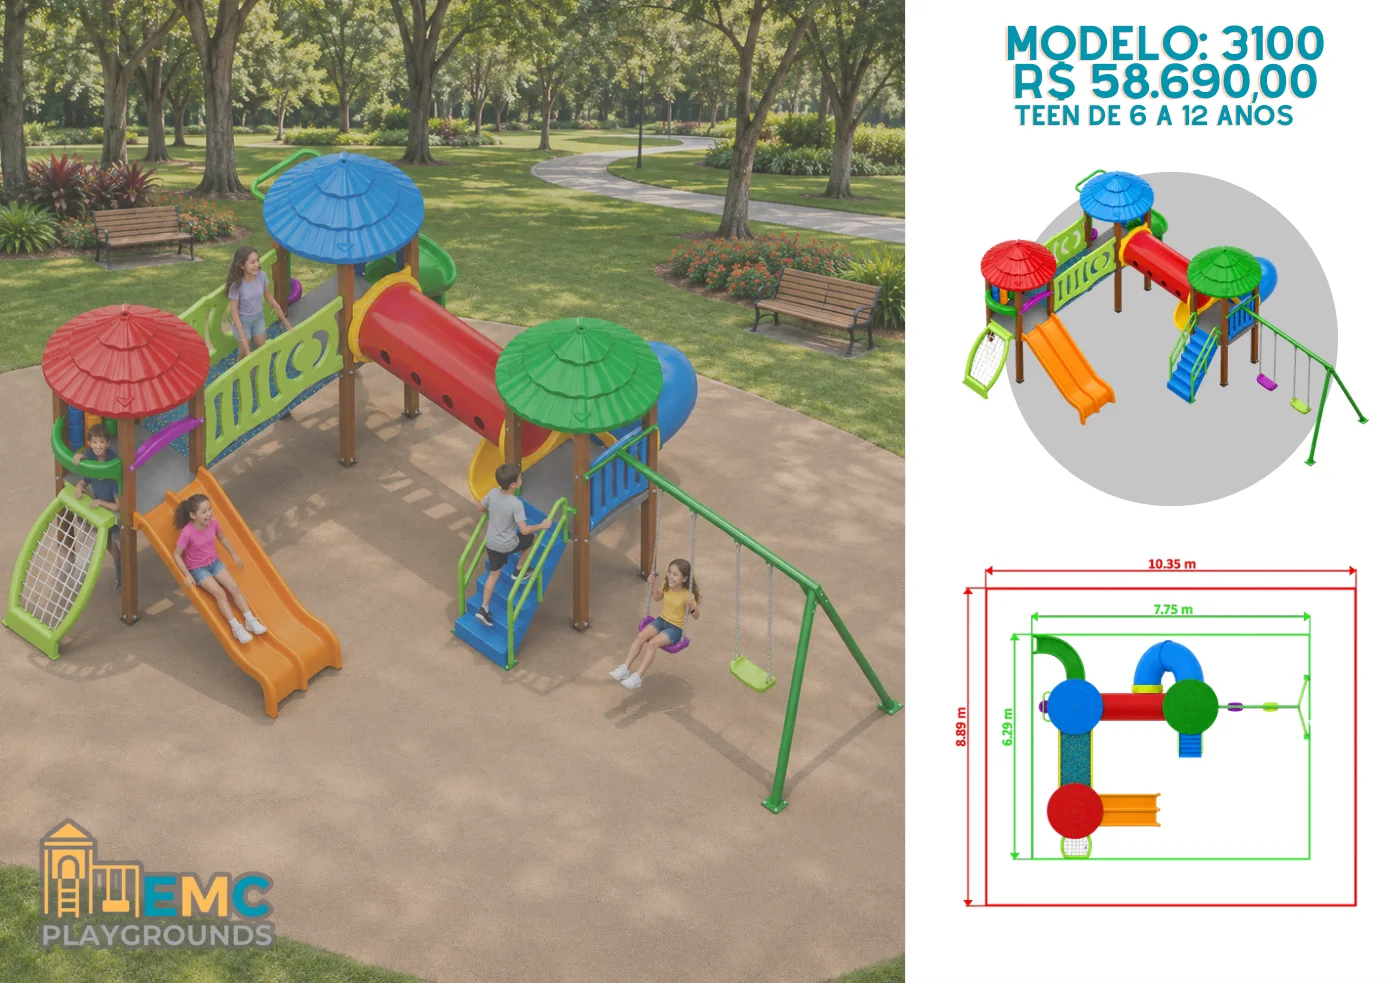 MODELO: 3100
R$ 58.690,00
TEEN DE 6 A 12 ANOS
10.35 m
7.75 m
8.89 m
6.29 m
EMC
PLAYGROUNDS